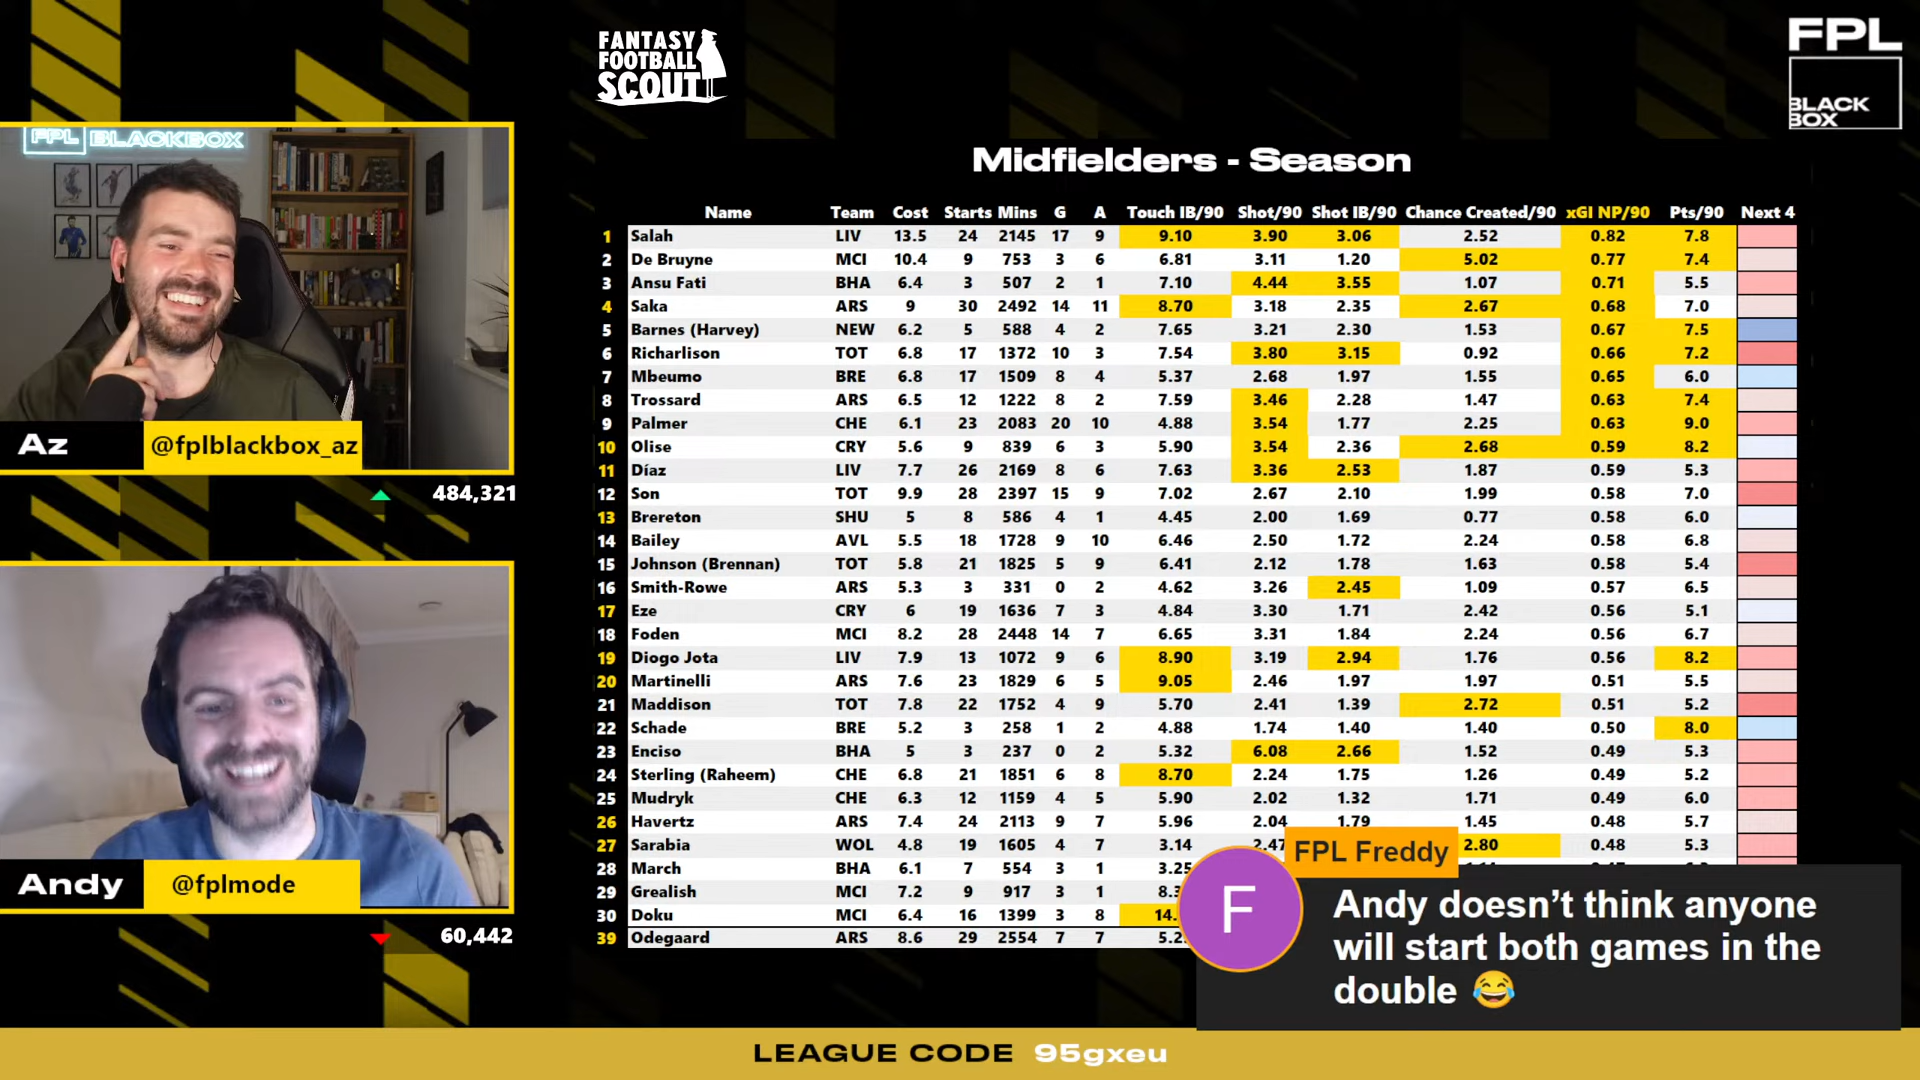 FANTASY
FOOTBALL
SCOUT
FPL
BLACK
BOX
FPL BLACKBOX
Az @fplblackbox_az
484,321
Andy @fplmode
60,442
Midfielders - Season
Name Team Cost Starts Mins G A Touch IB/90 Shot/90 Shot IB/90 Chance Created/90 xGI NP/90 Pts/90 Next 4
1 Salah LIV 13.5 24 2145 17 9 9.10 3.90 3.06 2.52 0.82 7.8
2 De Bruyne MCI 10.4 9 753 3 6 6.81 3.11 1.20 5.02 0.77 7.4
3 Ansu Fati BHA 6.4 3 507 2 1 7.10 4.44 3.55 1.07 0.71 5.5
4 Saka ARS 9 30 2492 14 11 8.70 3.18 2.35 2.67 0.68 7.0
5 Barnes (Harvey) NEW 6.2 5 588 4 2 7.65 3.21 2.30 1.53 0.67 7.5
6 Richarlison TOT 6.8 17 1372 10 3 7.54 3.80 3.15 0.92 0.66 7.2
7 Mbeumo BRE 6.8 17 1509 8 4 5.37 2.68 1.97 1.55 0.65 6.0
8 Trossard ARS 6.5 12 1222 8 2 7.59 3.46 2.28 1.47 0.63 7.4
9 Palmer CHE 6.1 23 2083 20 10 4.88 3.54 1.77 2.25 0.63 9.0
10 Olise CRY 5.6 9 839 6 3 5.90 3.54 2.36 2.68 0.59 8.2
11 Díaz LIV 7.7 26 2169 8 6 7.63 3.36 2.53 1.87 0.59 5.3
12 Son TOT 9.9 28 2397 15 9 7.02 2.67 2.10 1.99 0.58 7.0
13 Brereton SHU 5 8 586 4 1 4.45 2.00 1.69 0.77 0.58 6.0
14 Bailey AVL 5.5 18 1728 9 10 6.46 2.50 1.72 2.24 0.58 6.8
15 Johnson (Brennan) TOT 5.8 21 1825 5 9 6.41 2.12 1.78 1.63 0.58 5.4
16 Smith-Rowe ARS 5.3 3 331 0 2 4.62 3.26 2.45 1.09 0.57 6.5
17 Eze CRY 6 19 1636 7 3 4.84 3.30 1.71 2.42 0.56 5.1
18 Foden MCI 8.2 28 2448 14 7 6.65 3.31 1.84 2.24 0.56 6.7
19 Diogo Jota LIV 7.9 13 1072 9 6 8.90 3.19 2.94 1.76 0.56 8.2
20 Martinelli ARS 7.6 23 1829 6 5 9.05 2.46 1.97 1.97 0.51 5.5
21 Maddison TOT 7.8 22 1752 4 9 5.70 2.41 1.39 2.72 0.51 5.2
22 Schade BRE 5.2 3 258 1 2 4.88 1.74 1.40 1.40 0.50 8.0
23 Enciso BHA 5 3 237 0 2 5.32 6.08 2.66 1.52 0.49 5.3
24 Sterling (Raheem) CHE 6.8 21 1851 6 8 8.70 2.24 1.75 1.26 0.49 5.2
25 Mudryk CHE 6.3 12 1159 4 5 5.90 2.02 1.32 1.71 0.49 6.0
26 Havertz ARS 7.4 24 2113 9 7 5.96 2.04 1.79 1.45 0.48 5.7
27 Sarabia WOL 4.8 19 1605 4 7 3.14 2.47 2.80 0.48 5.3
28 March BHA 6.1 7 554 3 1 3.25
29 Grealish MCI 7.2 9 917 3 1 8.3
30 Doku MCI 6.4 16 1399 3 8 14.
39 Odegaard ARS 8.6 29 2554 7 7 5.2
FPL Freddy
F
Andy doesn’t think anyone
will start both games in the
double 😂
LEAGUE CODE 95gxeu